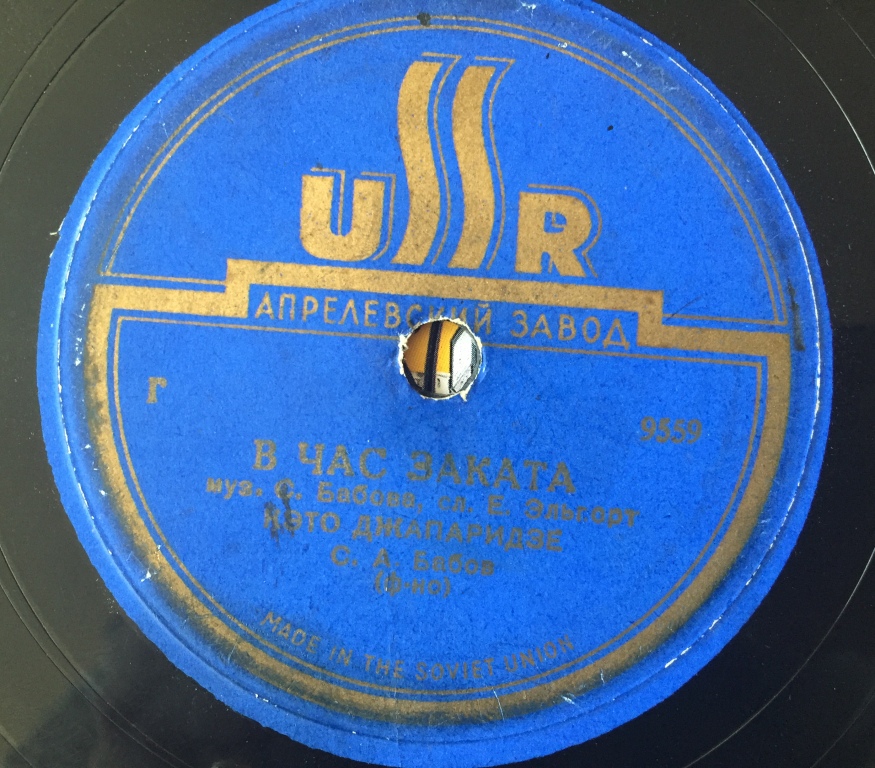 USSR
АПРЕЛЕВСКИЙ ЗАВОД
Г
9559
В ЧАС ЗАКАТА
муз. С. Бабова, сл. Е. Эльгорт
КЭТО ДЖАПАРИДЗЕ
С. А. Бабов
(ф-но)
MADE IN THE SOVIET UNION